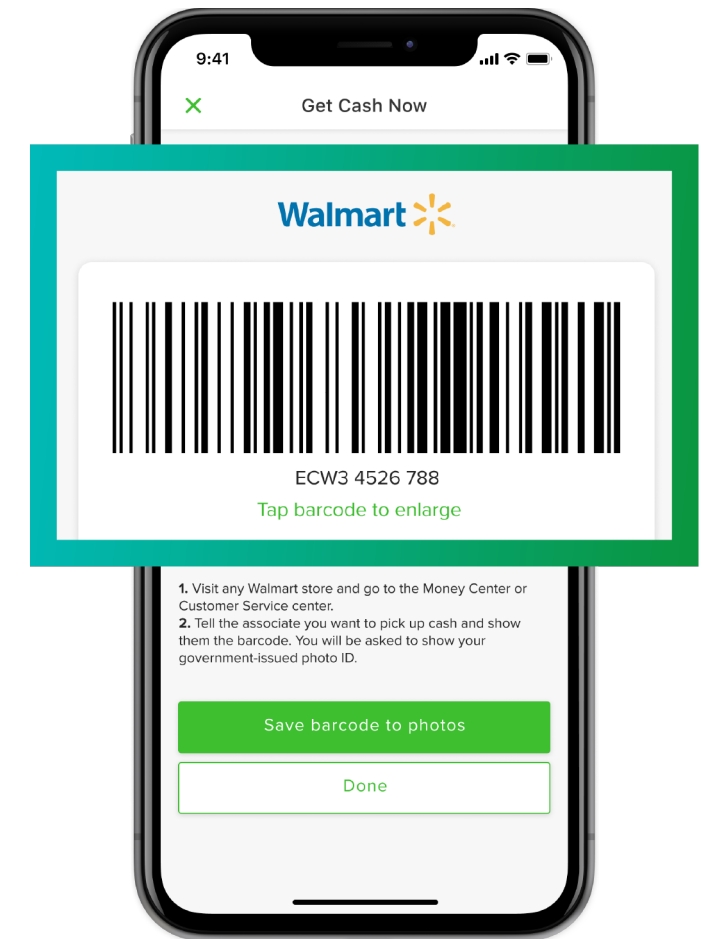 9:41
Get Cash Now
Walmart
ECW3 4526 788
Tap barcode to enlarge
1. Visit any Walmart store and go to the Money Center or
Customer Service center.
2. Tell the associate you want to pick up cash and show
them the barcode. You will be asked to show your
government-issued photo ID.
Save barcode to photos
Done